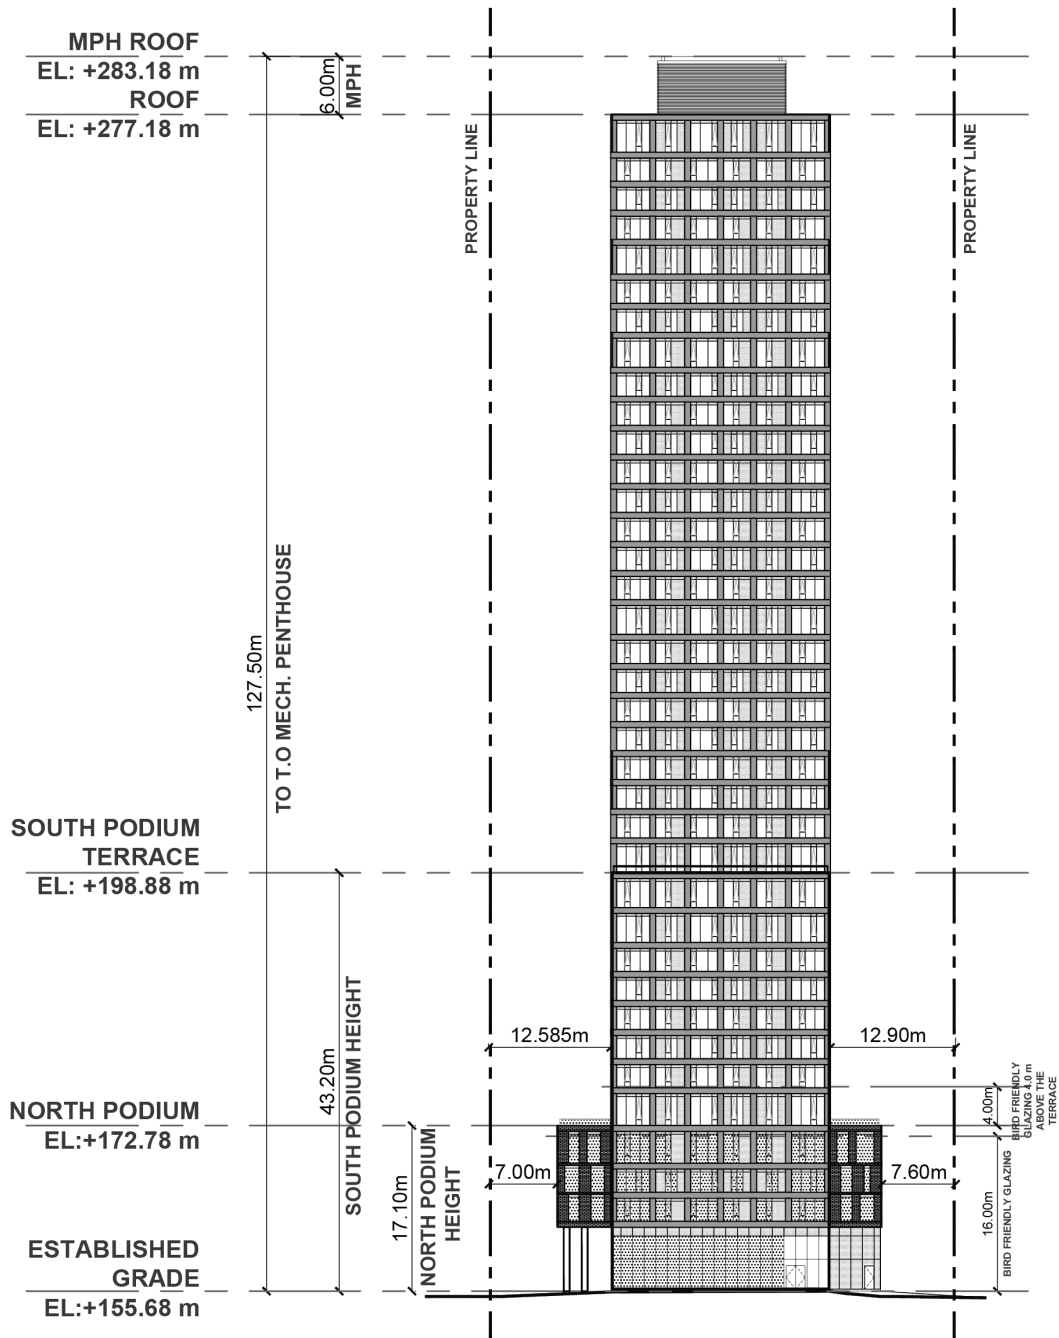 MPH ROOF
EL: +283.18 m
ROOF
EL: +277.18 m
6.00m
MPH
PROPERTY LINE
PROPERTY LINE
127.50m
TO T.O MECH. PENTHOUSE
SOUTH PODIUM
TERRACE
EL: +198.88 m
43.20m
SOUTH PODIUM HEIGHT
12.585m
12.90m
4.00m
BIRD FRIENDLY
GLAZING 4.0 m
ABOVE THE
TERRACE
NORTH PODIUM
EL:+172.78 m
17.10m
NORTH PODIUM
HEIGHT
7.00m
7.60m
16.00m
BIRD FRIENDLY GLAZING
ESTABLISHED
GRADE
EL:+155.68 m